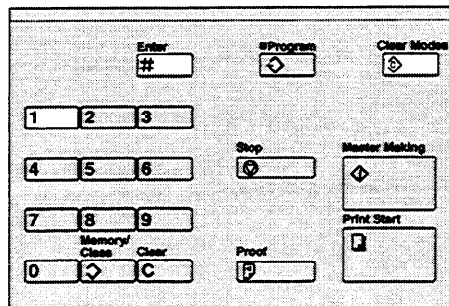 Enter
#Program
Clear Modes
#
1 2 3
Stop
Master Making
4 5 6
7 8 9
Print Start
Memory/
Class
Clear
Proof
0
C